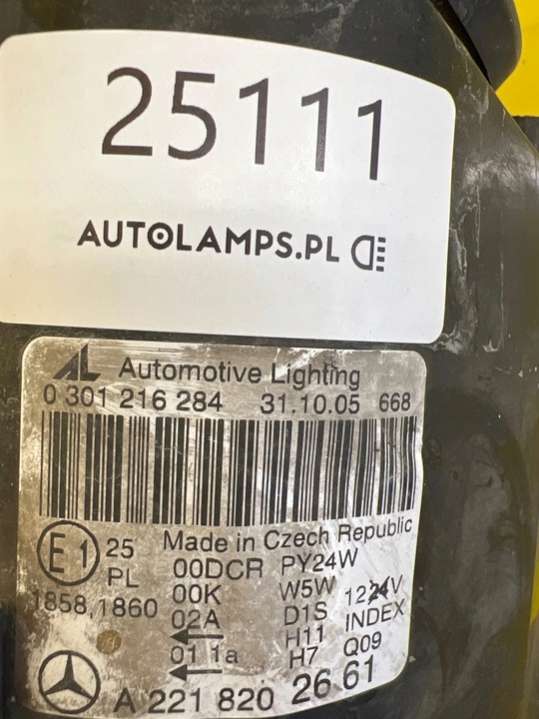 25111
AUTOLAMPS.PL
AL Automotive Lighting
0 301 216 284 31.10.05 668
Made in Czech Republic
E1 25 00DCR PY24W
PL 00K W5W 1224V
1858,1860 02A D1S INDEX
01 1a H11 Q09
H7
A 221 820 26 61